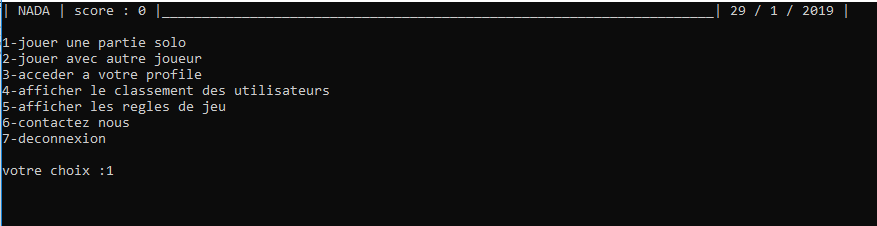 | NADA | score : 0 |_____________________________________________________________________| 29 / 1 / 2019 |
1-jouer une partie solo
2-jouer avec autre joueur
3-acceder a votre profile
4-afficher le classement des utilisateurs
5-afficher les regles de jeu
6-contactez nous
7-deconnexion
votre choix :1